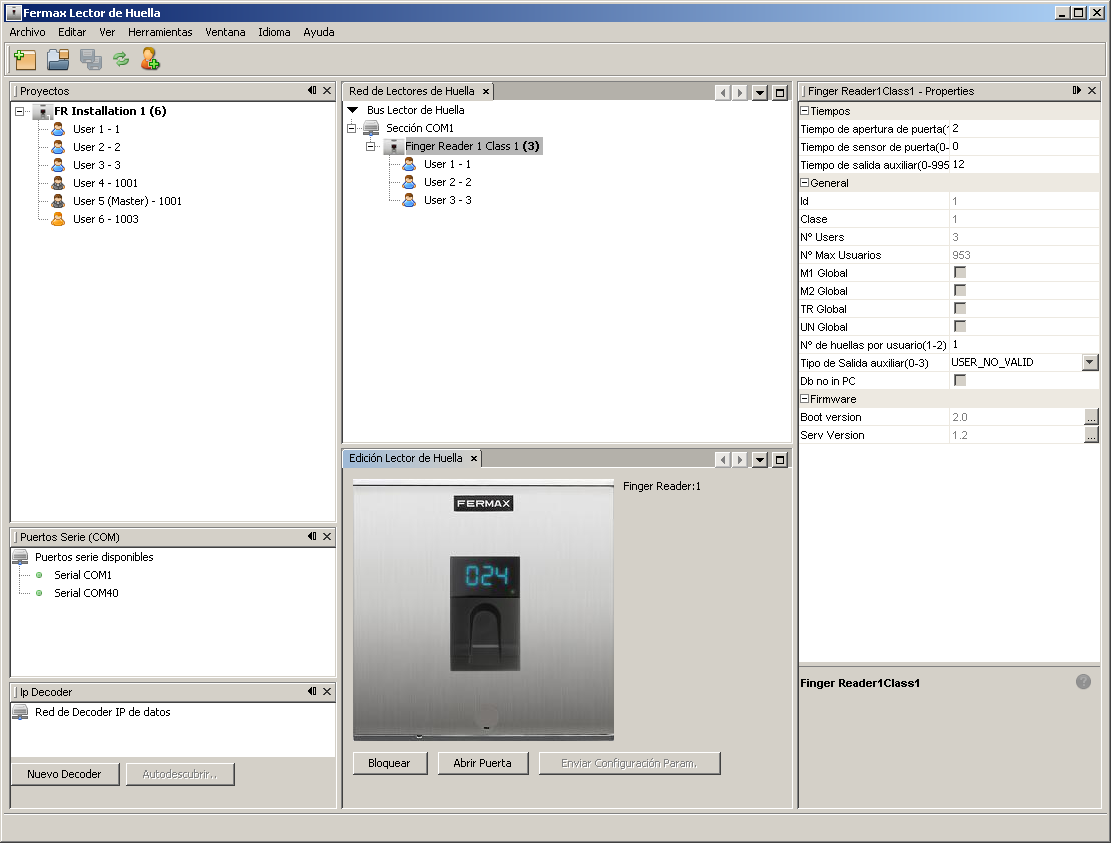 Fermax Lector de Huella
Archivo Editar Ver Herramientas Ventana Idioma Ayuda
Proyectos
FR Installation 1 (6)
User 1 - 1
User 2 - 2
User 3 - 3
User 4 - 1001
User 5 (Master) - 1001
User 6 - 1003
Puertos Serie (COM)
Puertos serie disponibles
Serial COM1
Serial COM40
Ip Decoder
Red de Decoder IP de datos
Nuevo Decoder
Autodescubrir..
Red de Lectores de Huella
Bus Lector de Huella
Sección COM1
Finger Reader 1 Class 1 (3)
User 1 - 1
User 2 - 2
User 3 - 3
Edición Lector de Huella
FERMAX
024
Finger Reader:1
Bloquear
Abrir Puerta
Enviar Configuración Param.
Finger Reader1Class1 - Properties
Tiempos
Tiempo de apertura de puerta( 2
Tiempo de sensor de puerta(0- 0
Tiempo de salida auxiliar(0-995 12
General
Id 1
Clase 1
Nº Users 3
Nº Max Usuarios 953
M1 Global
M2 Global
TR Global
UN Global
Nº de huellas por usuario(1-2) 1
Tipo de Salida auxiliar(0-3) USER_NO_VALID
Db no in PC
Firmware
Boot version 2.0 ...
Serv Version 1.2 ...
Finger Reader1Class1